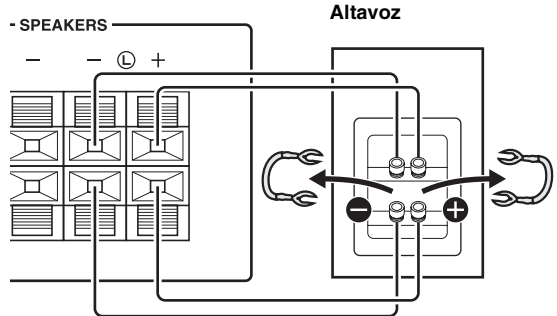 Altavoz
SPEAKERS
− − Ⓛ +
− +